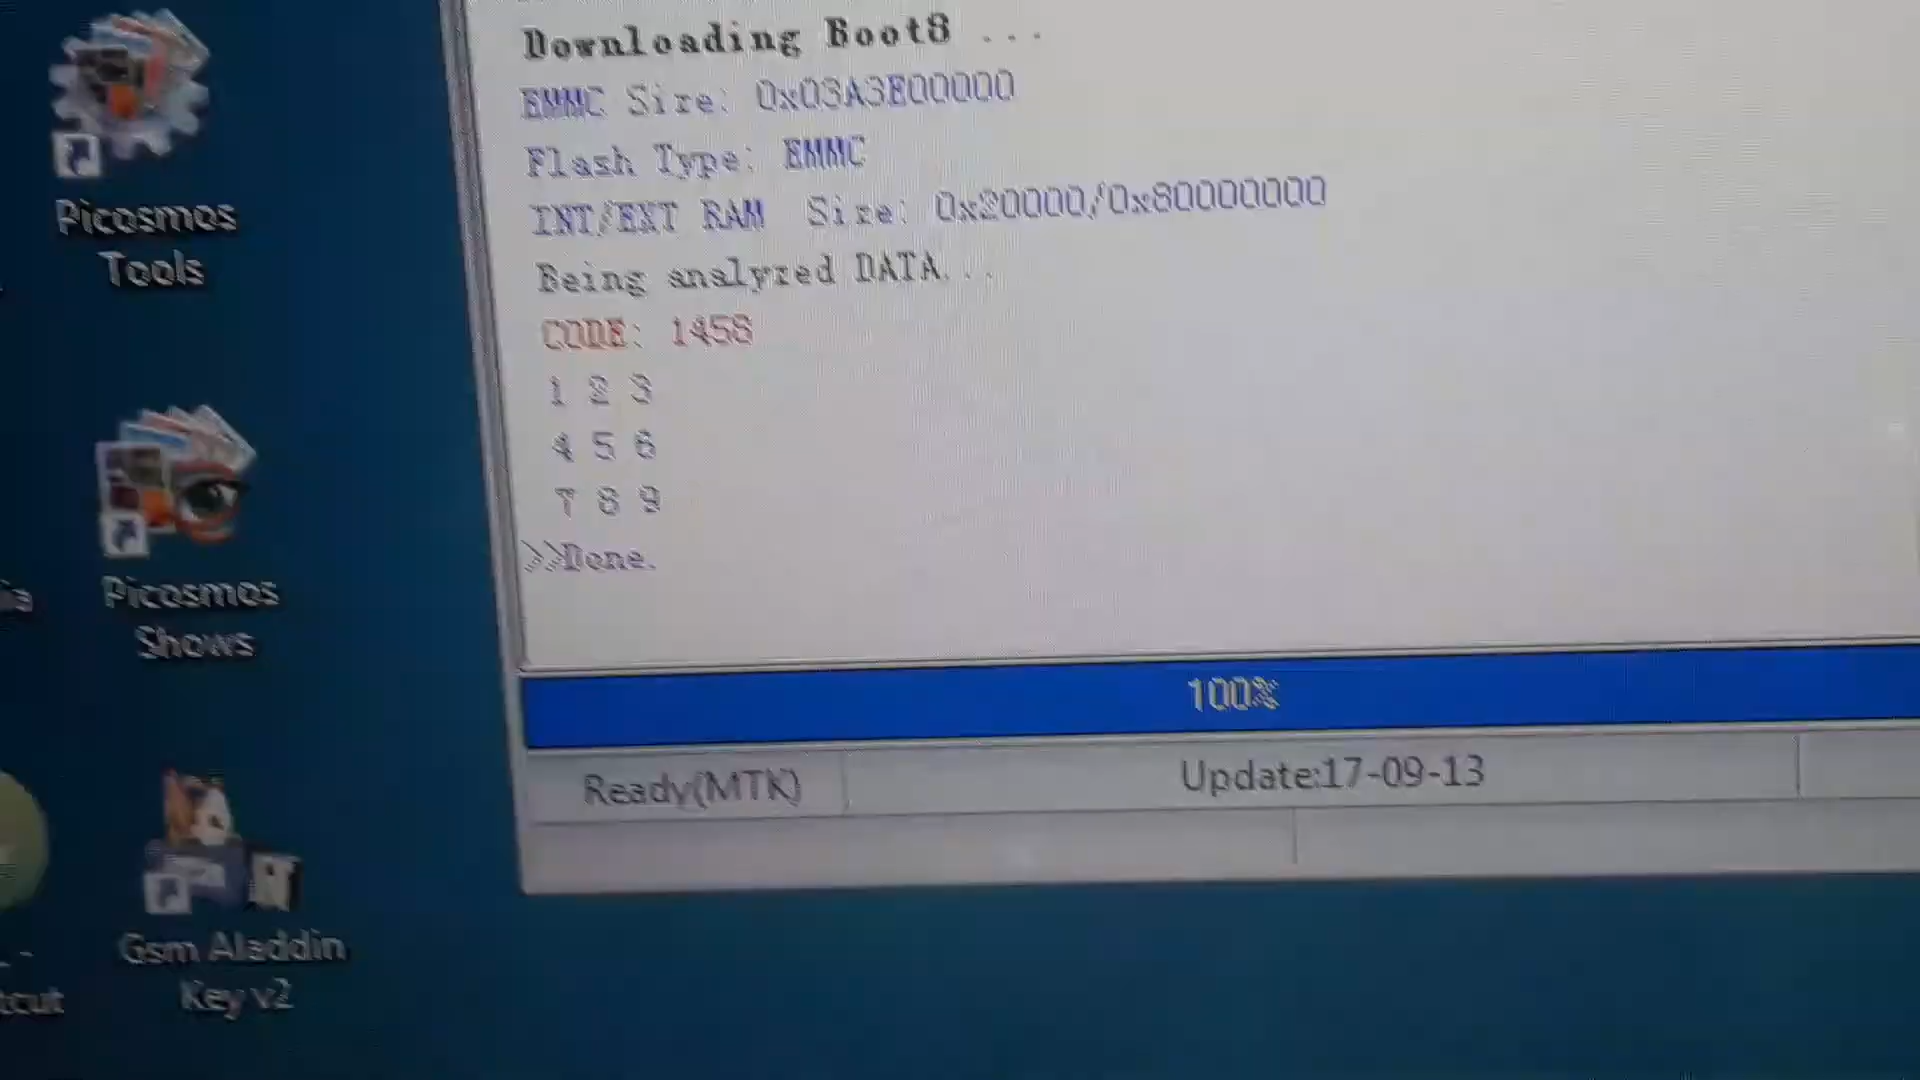 Downloading Boot8 ...
EMMC Size: 0x03A3E00000
Flash Type: EMMC
INT/EXT RAM Size: 0x20000/0x80000000
Being analyzed DATA...
CODE: 1458
1 2 3
4 5 6
7 8 9
>>Done.
100%
Ready(MTK)
Update:17-09-13
Picosmos
Tools
Picosmos
Shows
Gsm Aladdin
Key v2